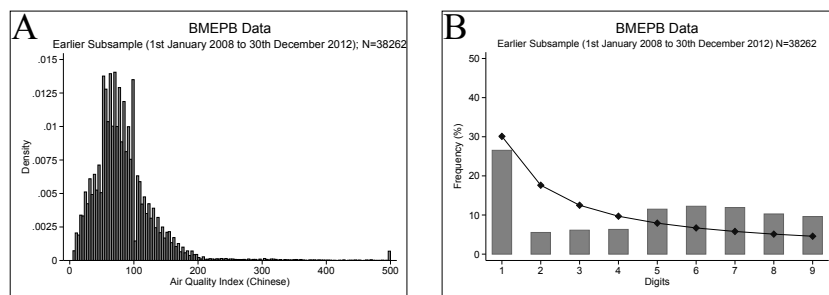 A
BMEPB Data
Earlier Subsample (1st January 2008 to 30th December 2012); N=38262
.015
.0125
.01
.0075
.005
.0025
0
Density
0 100 200 300 400 500
Air Quality Index (Chinese)
B
BMEPB Data
Earlier Subsample (1st January 2008 to 30th December 2012) N=38262
50
40
30
20
10
0
Frequency (%)
1 2 3 4 5 6 7 8 9
Digits